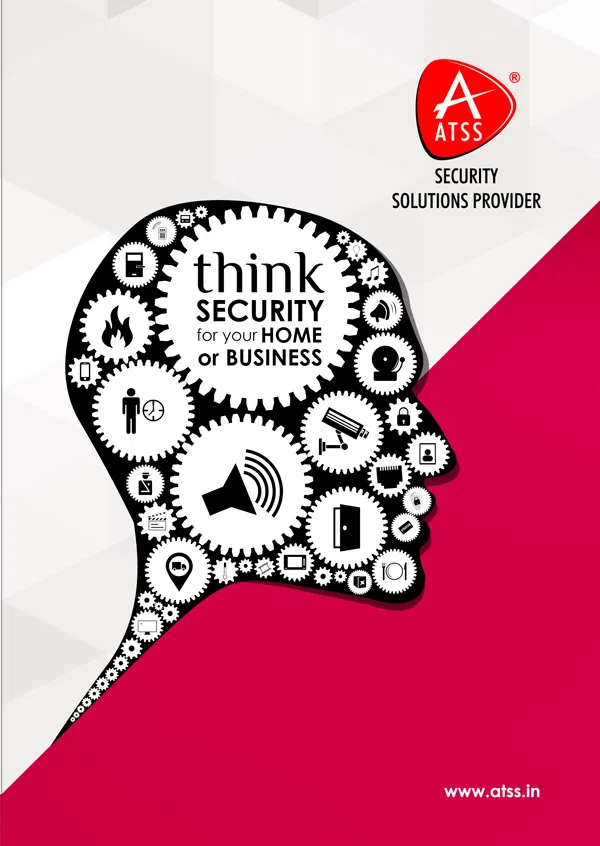 A
ATSS
®
SECURITY
SOLUTIONS PROVIDER
think
SECURITY
for your HOME
or BUSINESS
www.atss.in